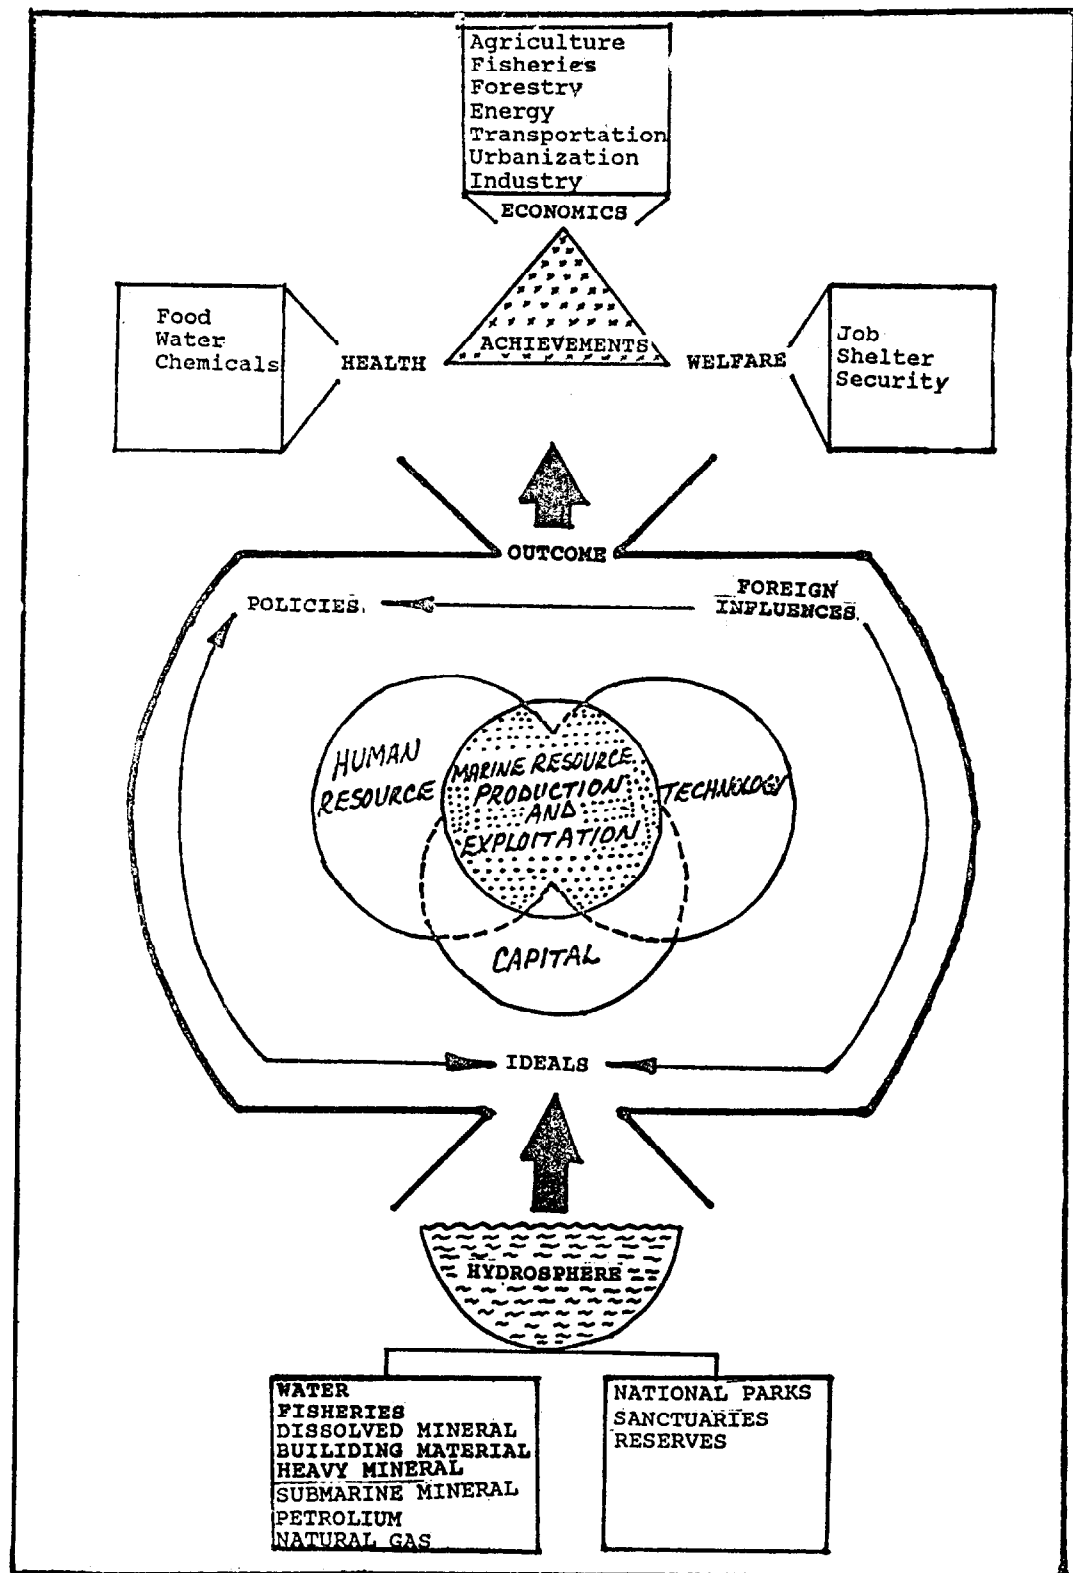 Agriculture
Fisheries
Forestry
Energy
Transportation
Urbanization
Industry
ECONOMICS
Food
Water
Chemicals
HEALTH
ACHIEVEMENTS
WELFARE
Job
Shelter
Security
OUTCOME
POLICIES
FOREIGN
INFLUENCES
HUMAN
RESOURCE
MARINE RESOURCE
PRODUCTION
AND
EXPLOITATION
TECHNOLOGY
CAPITAL
IDEALS
HYDROSPHERE
WATER
FISHERIES
DISSOLVED MINERAL
BUILIDING MATERIAL
HEAVY MINERAL
SUBMARINE MINERAL
PETROLIUM
NATURAL GAS
NATIONAL PARKS
SANCTUARIES
RESERVES